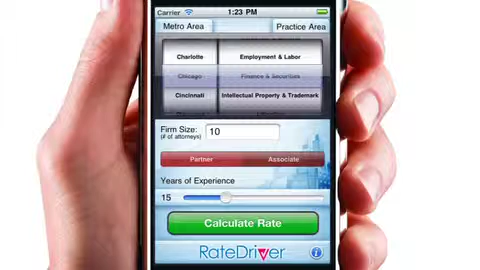 Carrier 1:23 PM
Metro Area Practice Area
Charlotte Employment & Labor
Chicago Finance & Securities
Cincinnati Intellectual Property & Trademark
Firm Size: 10
(# of attorneys)
Partner Associate
Years of Experience
15
Calculate Rate
RateDriver i